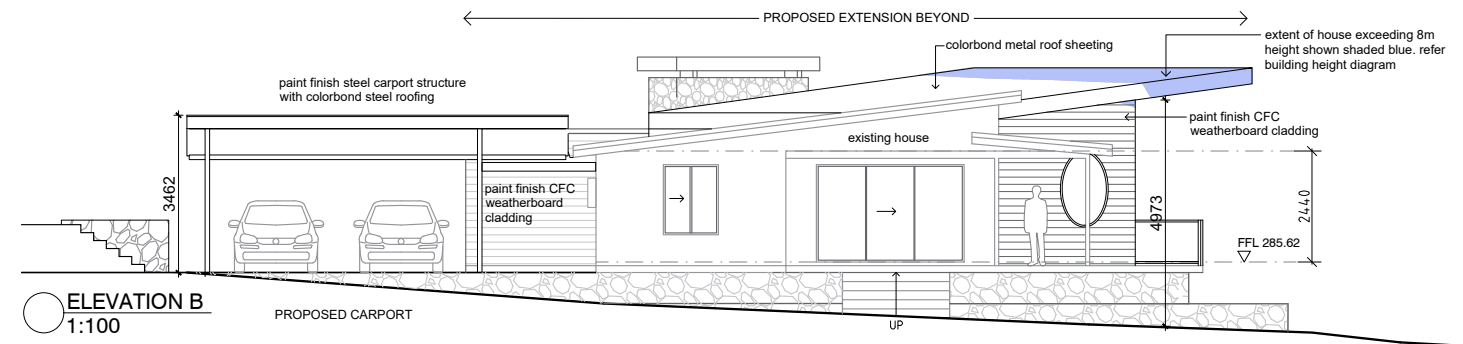 PROPOSED EXTENSION BEYOND
colorbond metal roof sheeting
extent of house exceeding 8m
height shown shaded blue. refer
building height diagram
paint finish steel carport structure
with colorbond steel roofing
paint finish CFC
weatherboard cladding
existing house
paint finish CFC
weatherboard
cladding
3462
4973
2440
FFL 285.62
ELEVATION B
1:100
PROPOSED CARPORT
UP